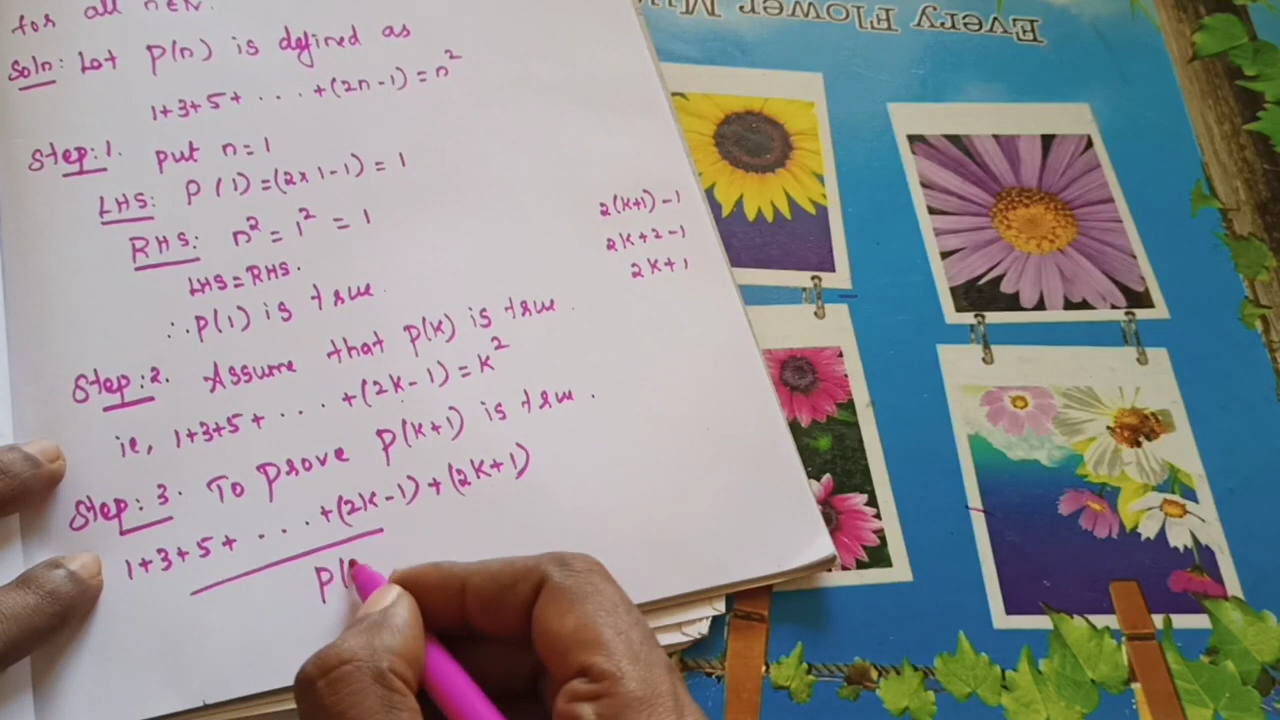 for all n∈N.
Soln: Let P(n) is defined as
1+3+5+ .... +(2n-1) = n²
Step:1. put n=1
LHS: P(1) = (2x1-1) = 1
RHS: n² = 1² = 1
LHS=RHS.
∴ P(1) is true.
Step:2. Assume that P(k) is true.
ie, 1+3+5+ .... +(2k-1) = k²
Step:3. To prove P(k+1) is true.
1+3+5+ .... +(2k-1)+(2k+1)
P(
2(k+1)-1
2k+2-1
2k+1
Every Flower